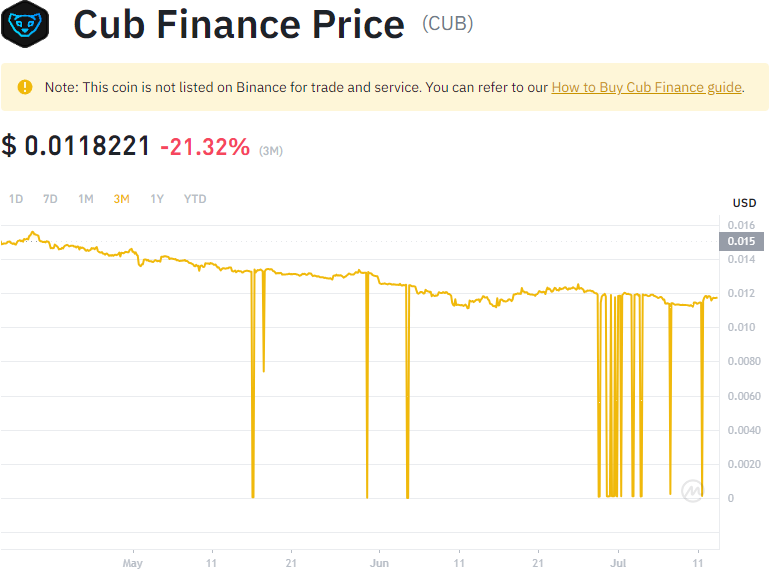 Cub Finance Price (CUB)
Note: This coin is not listed on Binance for trade and service. You can refer to our How to Buy Cub Finance guide.
$ 0.0118221 -21.32% (3M)
1D 7D 1M 3M 1Y YTD
USD
0.016
0.015
0.014
0.012
0.010
0.0080
0.0060
0.0040
0.0020
0
May 11 21 Jun 11 21 Jul 11